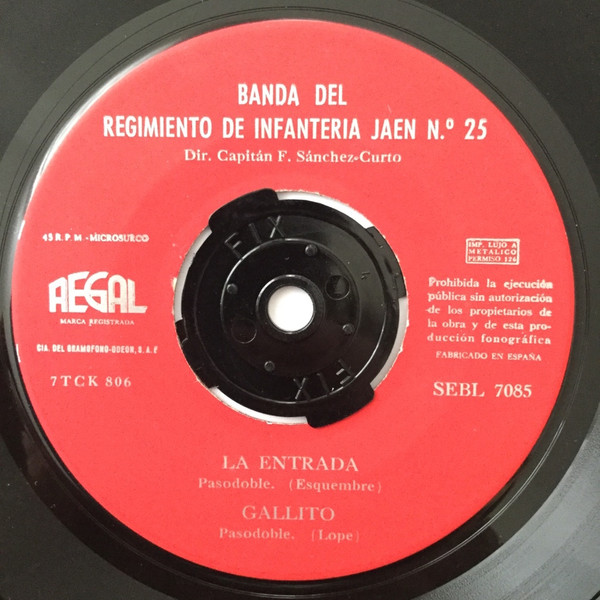 BANDA DEL
REGIMIENTO DE INFANTERIA JAEN N.º 25
Dir. Capitán F. Sánchez-Curto
45 R. P. M - MICROSURCO
IMP. LUJO A
METALICO
PERMISO 124
REGAL
MARCA REGISTRADA
CIA. DEL GRAMOFONO-ODEON, S. A. E
7TCK 806
Prohibida la ejecución
pública sin autorización
de los propietarios de
la obra y de esta pro-
ducción fonográfica
FABRICADO EN ESPAÑA
SEBL 7085
FIX
FIX
LA ENTRADA
Pasodoble. (Esquembre)
GALLITO
Pasodoble. (Lope)